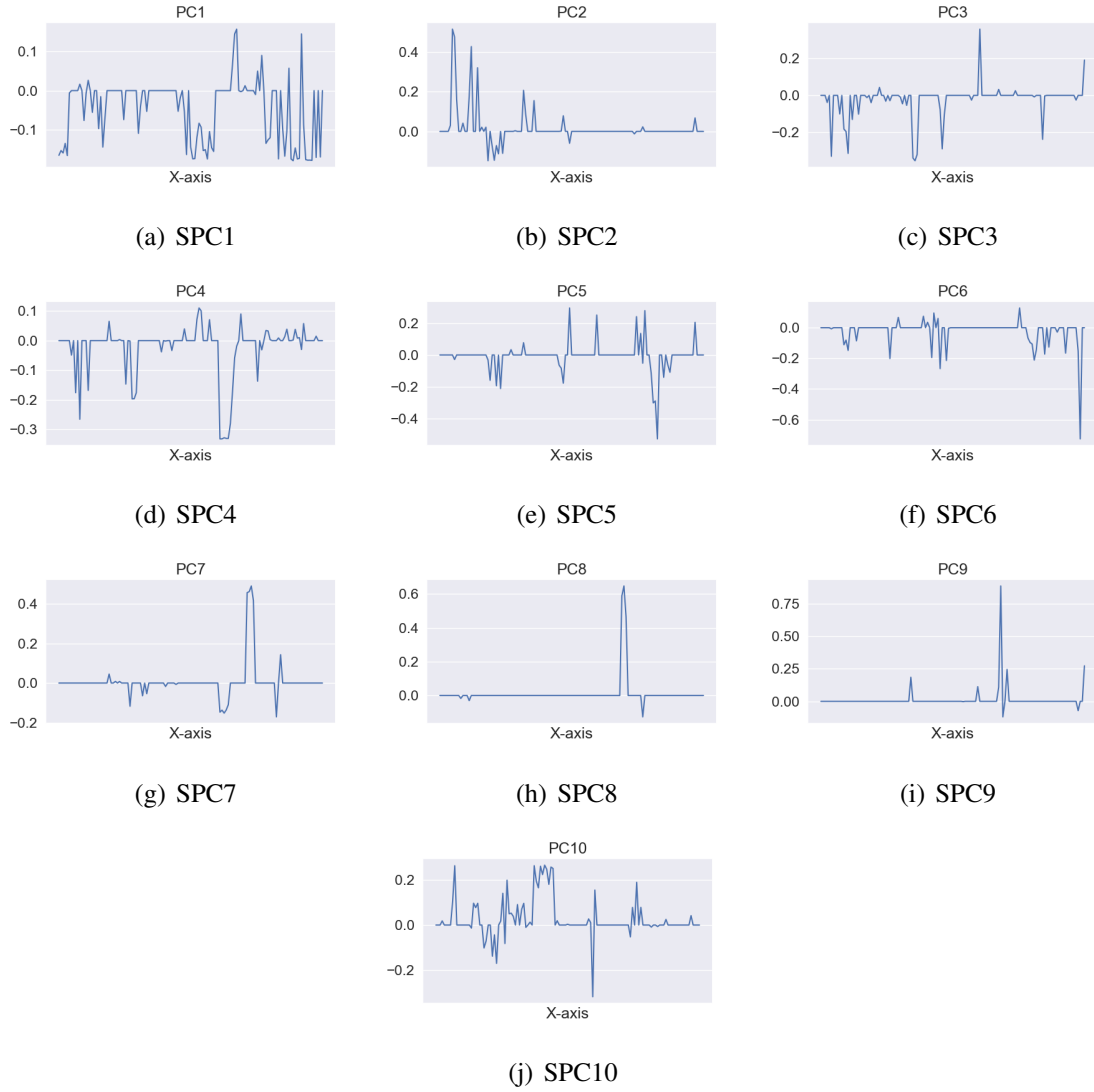 PC1
0.1
0.0
−0.1
X-axis
(a) SPC1
PC2
0.4
0.2
0.0
X-axis
(b) SPC2
PC3
0.2
0.0
−0.2
X-axis
(c) SPC3
PC4
0.1
0.0
−0.1
−0.2
−0.3
X-axis
(d) SPC4
PC5
0.2
0.0
−0.2
−0.4
X-axis
(e) SPC5
PC6
0.0
−0.2
−0.4
−0.6
X-axis
(f) SPC6
PC7
0.4
0.2
0.0
−0.2
X-axis
(g) SPC7
PC8
0.6
0.4
0.2
0.0
X-axis
(h) SPC8
PC9
0.75
0.50
0.25
0.00
X-axis
(i) SPC9
PC10
0.2
0.0
−0.2
X-axis
(j) SPC10